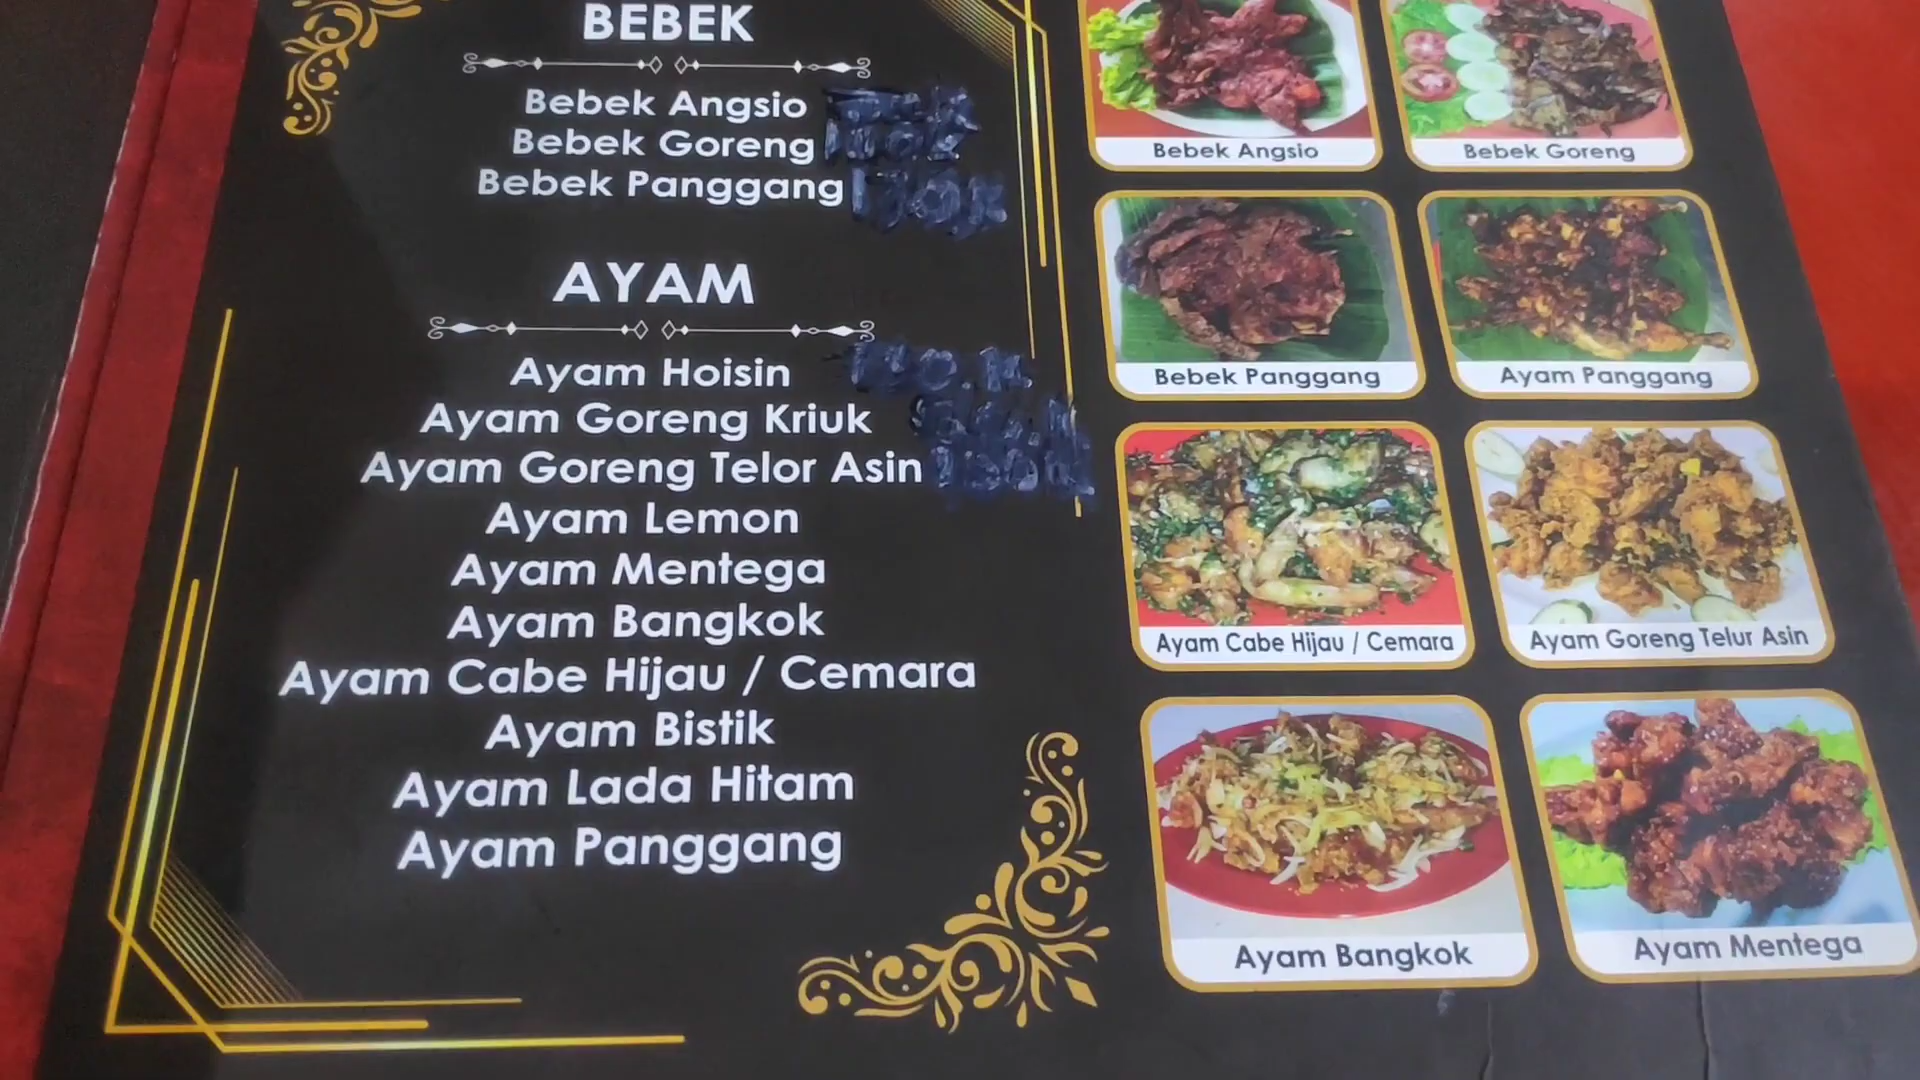 BEBEK
Bebek Angsio
Bebek Goreng
Bebek Panggang
AYAM
Ayam Hoisin
Ayam Goreng Kriuk
Ayam Goreng Telor Asin
Ayam Lemon
Ayam Mentega
Ayam Bangkok
Ayam Cabe Hijau / Cemara
Ayam Bistik
Ayam Lada Hitam
Ayam Panggang
Bebek Angsio
Bebek Goreng
Bebek Panggang
Ayam Panggang
Ayam Cabe Hijau / Cemara
Ayam Goreng Telur Asin
Ayam Bangkok
Ayam Mentega